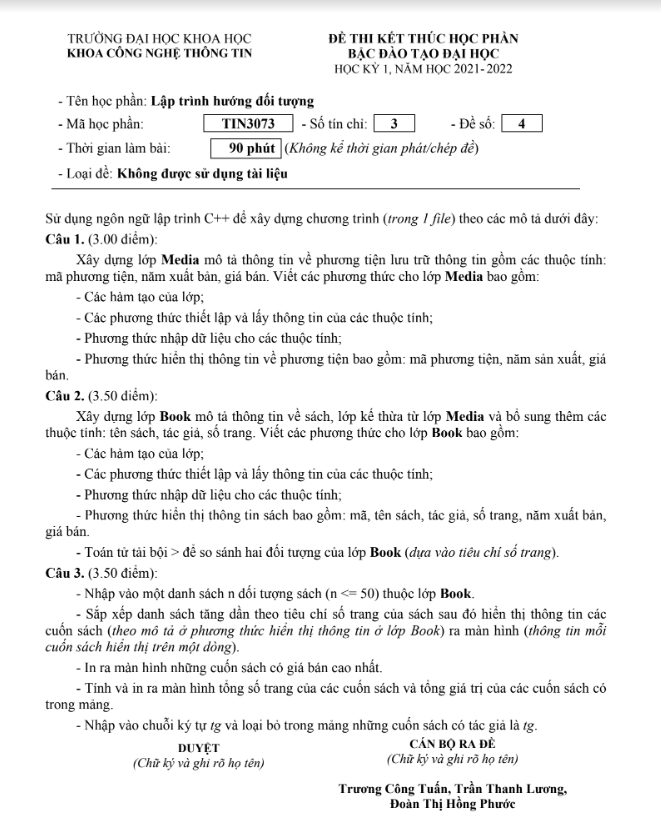 TRƯỜNG ĐẠI HỌC KHOA HỌC
KHOA CÔNG NGHỆ THÔNG TIN
ĐỀ THI KẾT THÚC HỌC PHẦN
BẬC ĐÀO TẠO ĐẠI HỌC
HỌC KỲ 1, NĂM HỌC 2021-2022
- Tên học phần: Lập trình hướng đối tượng
- Mã học phần: TIN3073 - Số tín chỉ: 3 - Đề số: 4
- Thời gian làm bài: 90 phút (Không kể thời gian phát/chép đề)
- Loại đề: Không được sử dụng tài liệu
Sử dụng ngôn ngữ lập trình C++ để xây dựng chương trình (trong 1 file) theo các mô tả dưới đây:
Câu 1. (3.00 điểm):
Xây dựng lớp Media mô tả thông tin về phương tiện lưu trữ thông tin gồm các thuộc tính:
mã phương tiện, năm xuất bản, giá bán. Viết các phương thức cho lớp Media bao gồm:
- Các hàm tạo của lớp;
- Các phương thức thiết lập và lấy thông tin của các thuộc tính;
- Phương thức nhập dữ liệu cho các thuộc tính;
- Phương thức hiển thị thông tin về phương tiện bao gồm: mã phương tiện, năm sản xuất, giá
bán.
Câu 2. (3.50 điểm):
Xây dựng lớp Book mô tả thông tin về sách, lớp kế thừa từ lớp Media và bổ sung thêm các
thuộc tính: tên sách, tác giả, số trang. Viết các phương thức cho lớp Book bao gồm:
- Các hàm tạo của lớp;
- Các phương thức thiết lập và lấy thông tin của các thuộc tính;
- Phương thức nhập dữ liệu cho các thuộc tính;
- Phương thức hiển thị thông tin sách bao gồm: mã, tên sách, tác giả, số trang, năm xuất bản,
giá bán.
- Toán tử tải bội > để so sánh hai đối tượng của lớp Book (dựa vào tiêu chí số trang).
Câu 3. (3.50 điểm):
- Nhập vào một danh sách n đối tượng sách (n <= 50) thuộc lớp Book.
- Sắp xếp danh sách tăng dần theo tiêu chí số trang của sách sau đó hiển thị thông tin các
cuốn sách (theo mô tả ở phương thức hiển thị thông tin ở lớp Book) ra màn hình (thông tin mỗi
cuốn sách hiển thị trên một dòng).
- In ra màn hình những cuốn sách có giá bán cao nhất.
- Tính và in ra màn hình tổng số trang của các cuốn sách và tổng giá trị của các cuốn sách có
trong mảng.
- Nhập vào chuỗi ký tự tg và loại bỏ trong mảng những cuốn sách có tác giả là tg.
DUYỆT
(Chữ ký và ghi rõ họ tên)
CÁN BỘ RA ĐỀ
(Chữ ký và ghi rõ họ tên)
Trương Công Tuấn, Trần Thanh Lương,
Đoàn Thị Hồng Phước